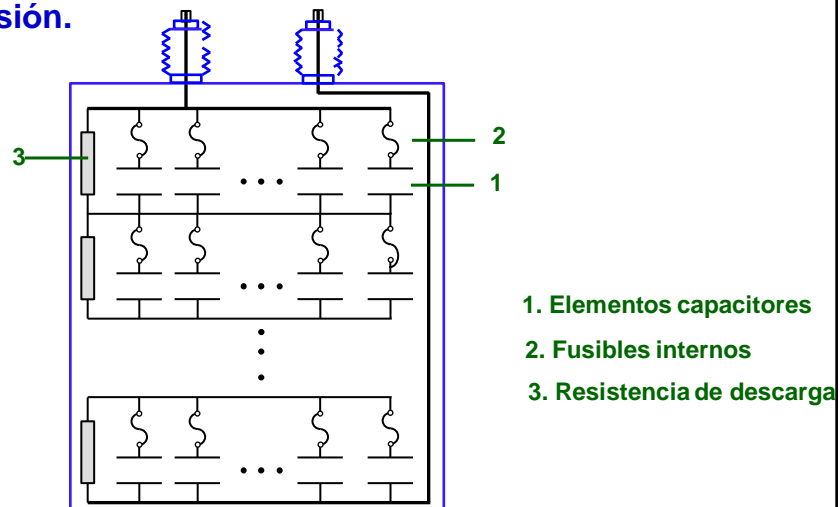 sión.
2
3
1
1. Elementos capacitores
2. Fusibles internos
3. Resistencia de descarga